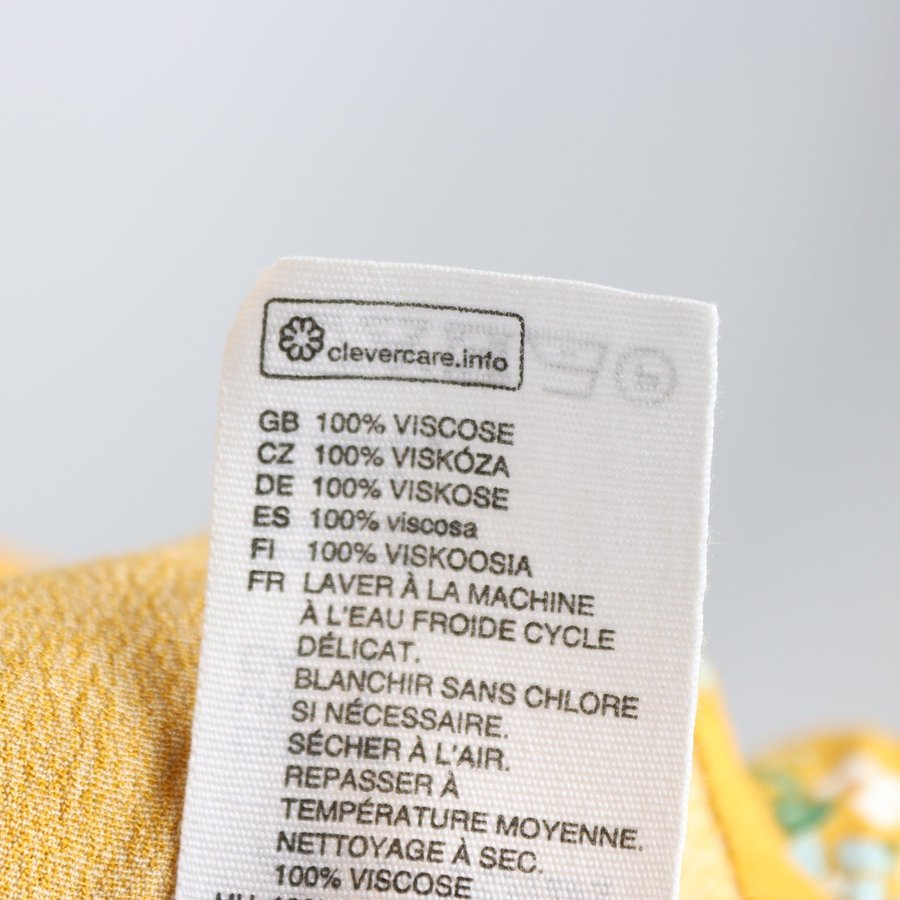 clevercare.info
GB 100% VISCOSE
CZ 100% VISKÓZA
DE 100% VISKOSE
ES 100% viscosa
FI 100% VISKOOSIA
FR LAVER À LA MACHINE
À L'EAU FROIDE CYCLE
DÉLICAT.
BLANCHIR SANS CHLORE
SI NÉCESSAIRE.
SÉCHER À L'AIR.
REPASSER À
TEMPÉRATURE MOYENNE.
NETTOYAGE À SEC.
100% VISCOSE